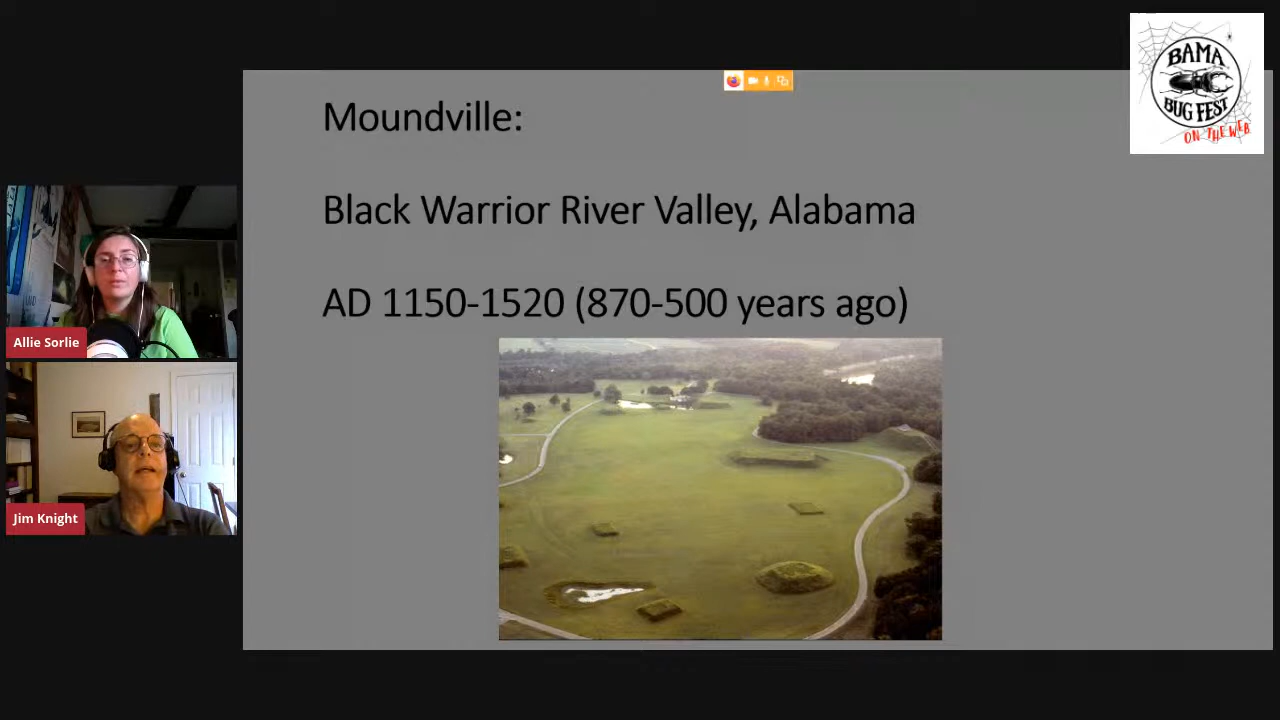 BAMA
BUG FEST
ON THE WEB
Moundville:
Black Warrior River Valley, Alabama
AD 1150-1520 (870-500 years ago)
Allie Sorlie
Jim Knight